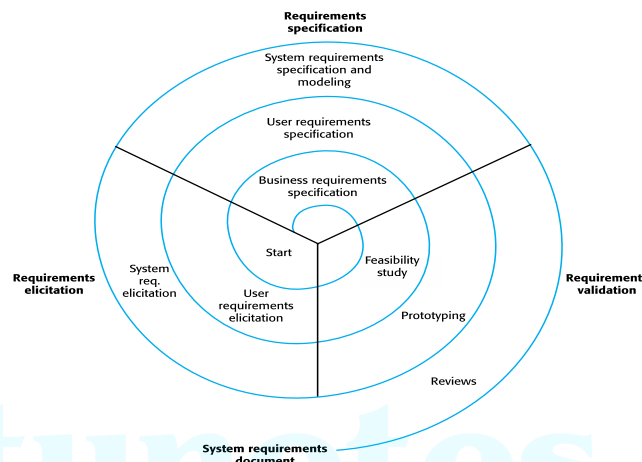 Requirements
specification
System requirements
specification and
modeling
User requirements
specification
Business requirements
specification
Start
Feasibility
study
Requirements
elicitation
System
req.
elicitation
User
requirements
elicitation
Requirement
validation
Prototyping
Reviews
System requirements
document